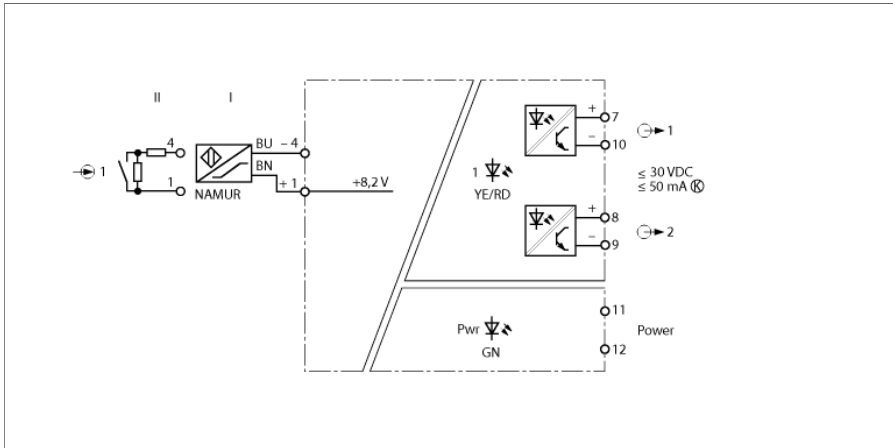 II
I
1
4
1
NAMUR
BU
– 4
BN
+ 1
+8,2 V
1
YE/RD
+
7
–
10
1
≤ 30 VDC
≤ 50 mA Ⓚ
+
8
–
9
2
Pwr
GN
11
12
Power